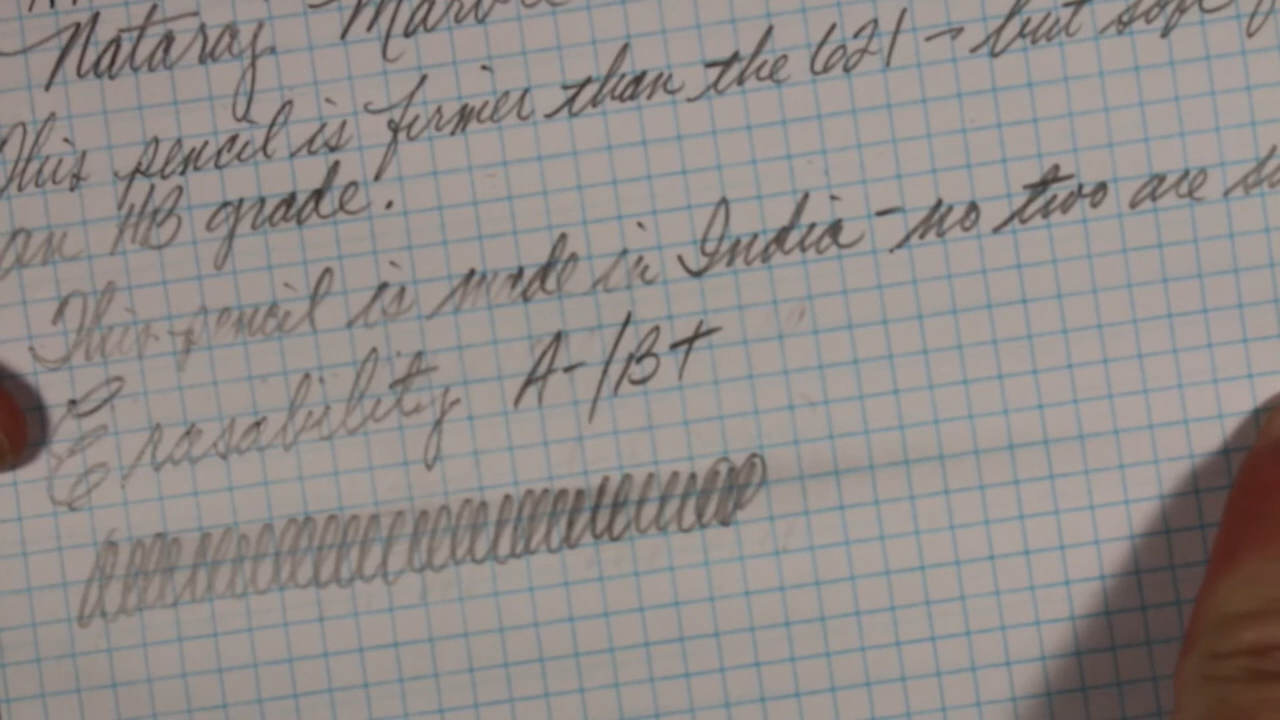 Nataraj
This pencil is firmer than the 621 - but soft
an HB grade.
This pencil is made in India - no two are
Erasability A-/B+